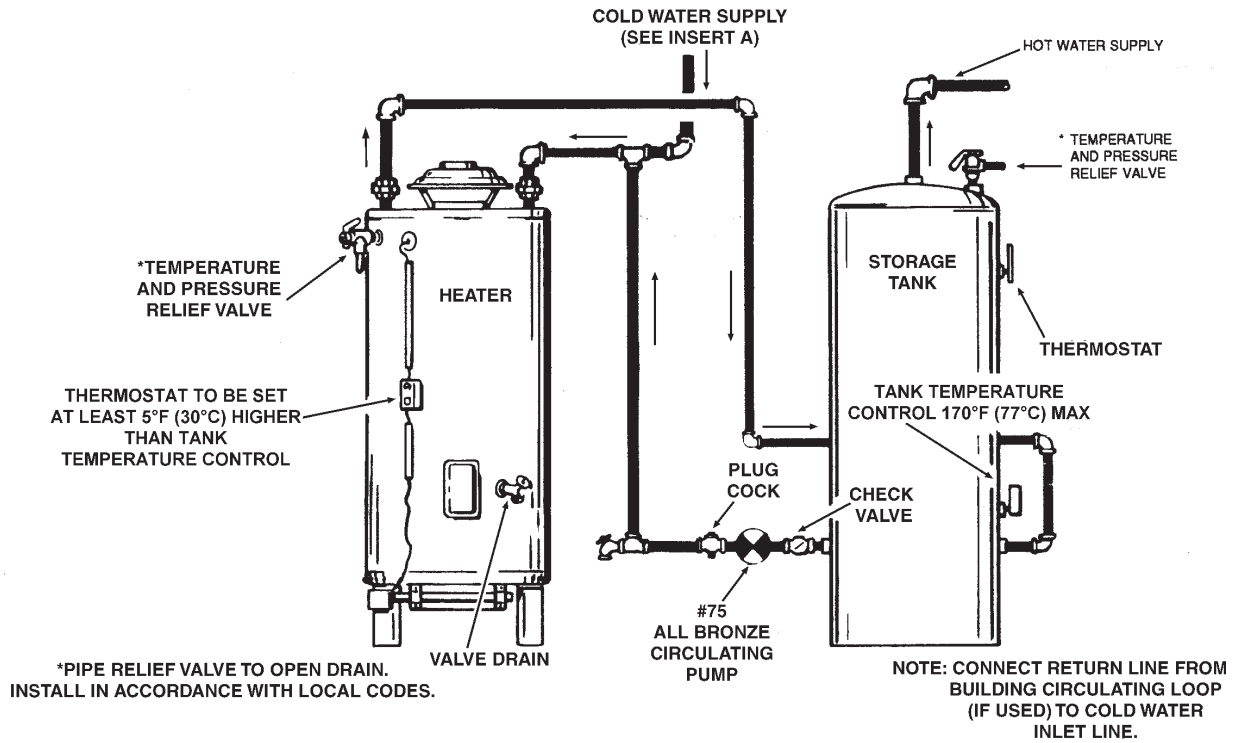 COLD WATER SUPPLY
(SEE INSERT A)
HOT WATER SUPPLY
* TEMPERATURE
AND PRESSURE
RELIEF VALVE
*TEMPERATURE
AND PRESSURE
RELIEF VALVE
HEATER
STORAGE
TANK
THERMOSTAT
THERMOSTAT TO BE SET
AT LEAST 5°F (30°C) HIGHER
THAN TANK
TEMPERATURE CONTROL
TANK TEMPERATURE
CONTROL 170°F (77°C) MAX
PLUG
COCK
CHECK
VALVE
#75
ALL BRONZE
CIRCULATING
PUMP
VALVE DRAIN
*PIPE RELIEF VALVE TO OPEN DRAIN.
INSTALL IN ACCORDANCE WITH LOCAL CODES.
NOTE: CONNECT RETURN LINE FROM
BUILDING CIRCULATING LOOP
(IF USED) TO COLD WATER
INLET LINE.